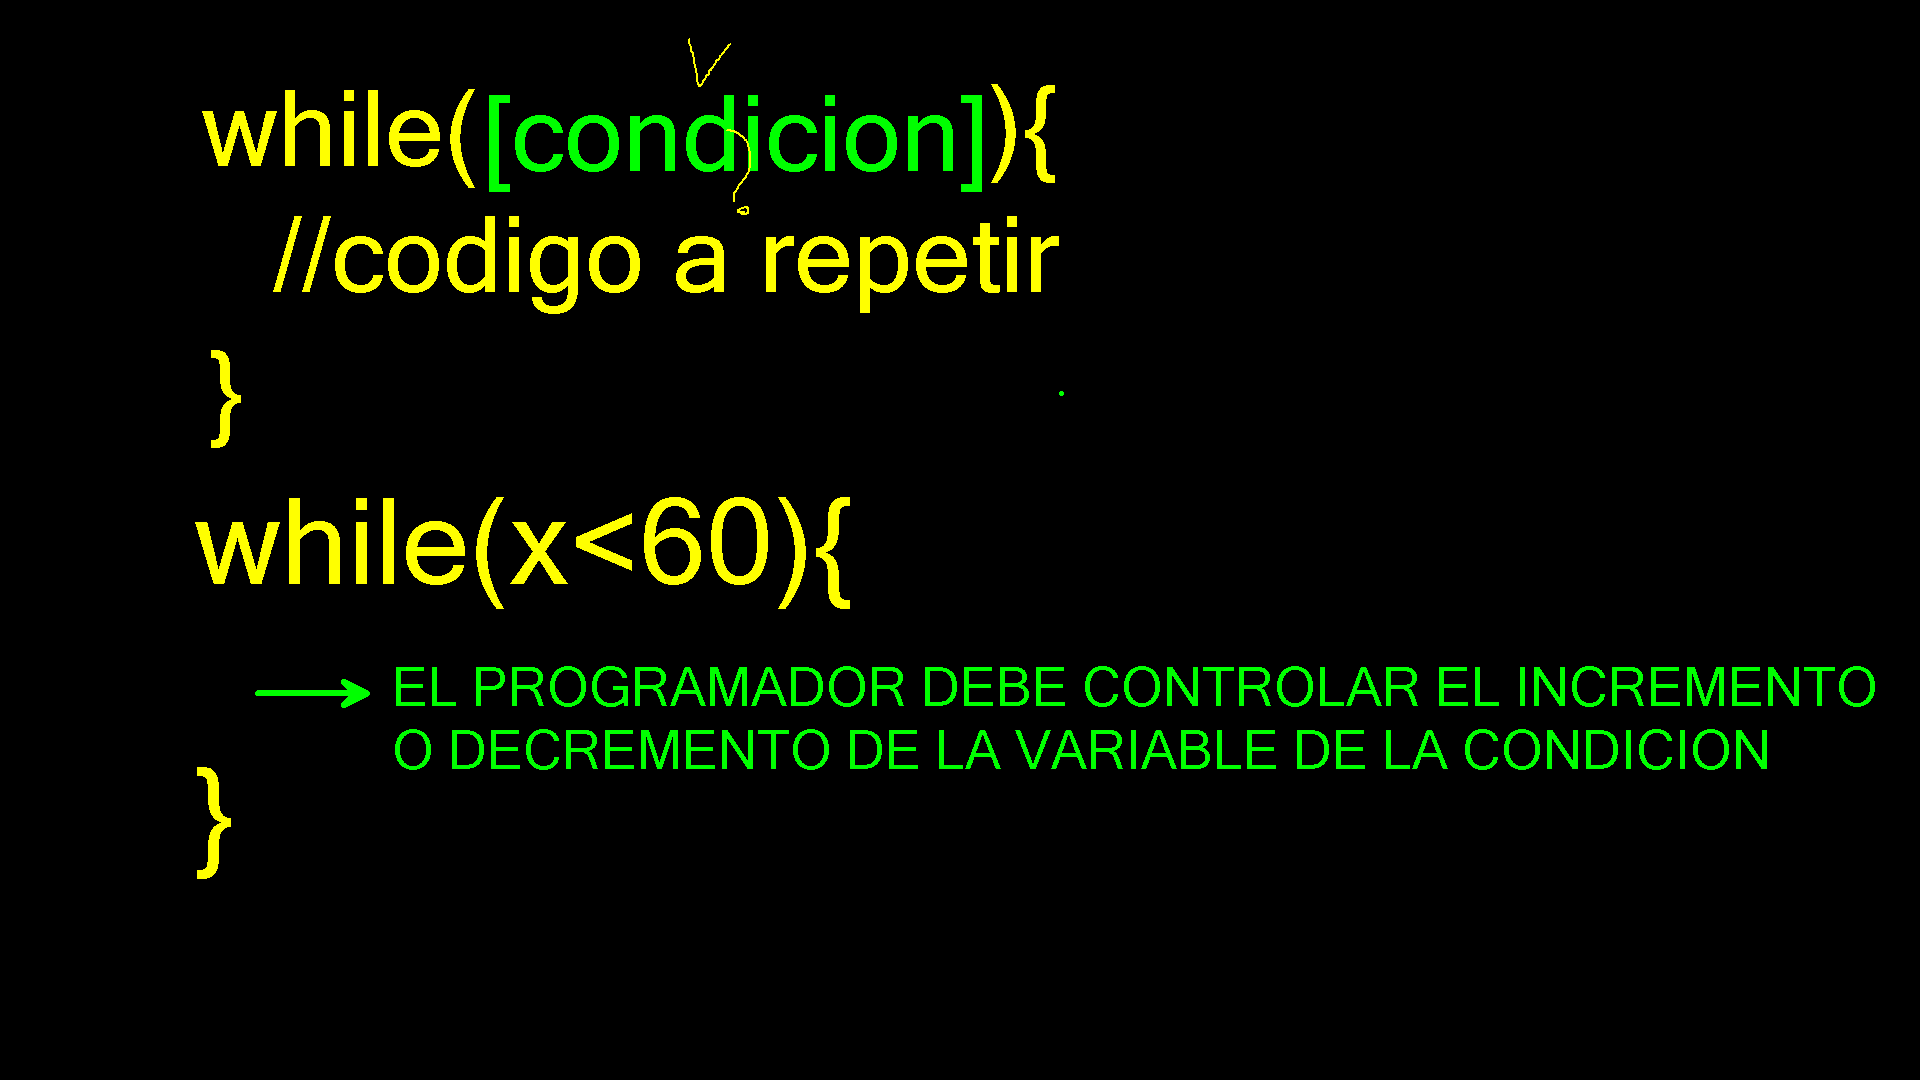 V
while([condicion]){
?
//codigo a repetir
}
while(x<60){
EL PROGRAMADOR DEBE CONTROLAR EL INCREMENTO
O DECREMENTO DE LA VARIABLE DE LA CONDICION
}